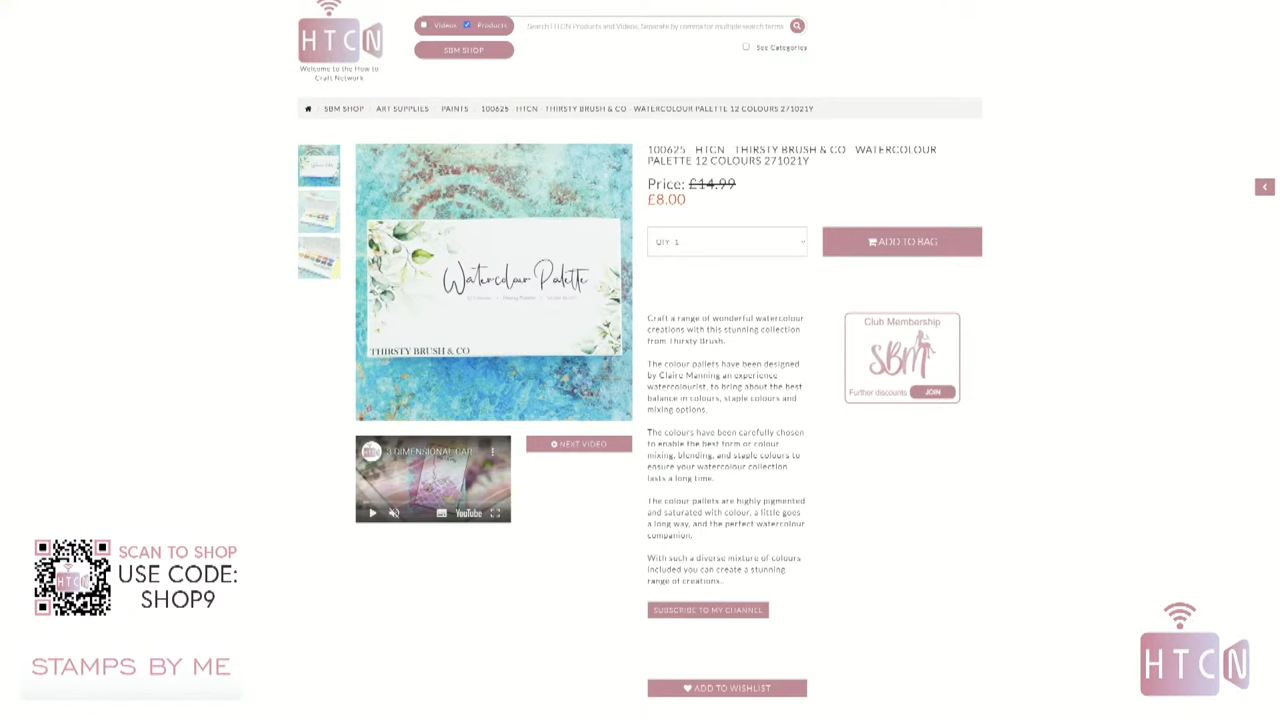 HTCN
Welcome to the How to
Craft Network
Videos Products
Search HTCN Products and Videos, Separate by comma for multiple search terms
SBM SHOP
See Categories
SBM SHOP / ART SUPPLIES / PAINTS / 100625 - HTCN - THIRSTY BRUSH & CO - WATERCOLOUR PALETTE 12 COLOURS 271021Y
Watercolour Palette
THIRSTY BRUSH & CO
3 DIMENSIONAL CAR
YouTube
NEXT VIDEO
100625 - HTCN - THIRSTY BRUSH & CO - WATERCOLOUR
PALETTE 12 COLOURS 271021Y
Price: £14.99
£8.00
QTY 1
ADD TO BAG
Craft a range of wonderful watercolour
creations with this stunning collection
from Thirsty Brush.
The colour pallets have been designed
by Claire Manning an experience
watercolourist, to bring about the best
balance in colours, staple colours and
mixing options.
The colours have been carefully chosen
to enable the best form or colour
mixing, blending, and staple colours to
ensure your watercolour collection
lasts a long time.
The colour pallets are highly pigmented
and saturated with colour, a little goes
a long way, and the perfect watercolour
companion.
With such a diverse mixture of colours
included you can create a stunning
range of creations..
SUBSCRIBE TO MY CHANNEL
ADD TO WISHLIST
Club Membership
SBM
Further discounts JOIN
SCAN TO SHOP
USE CODE:
SHOP9
STAMPS BY ME
HTCN